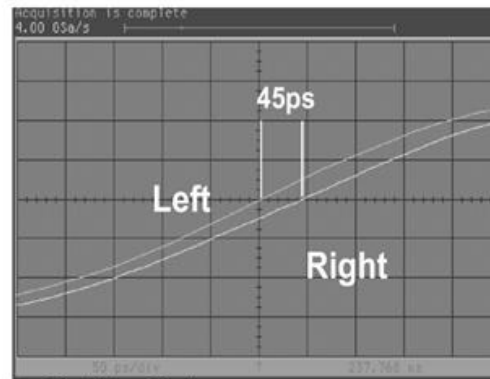 Acquisition is complete
4.00 GSa/s
45ps
Left
Right
50 ps/div